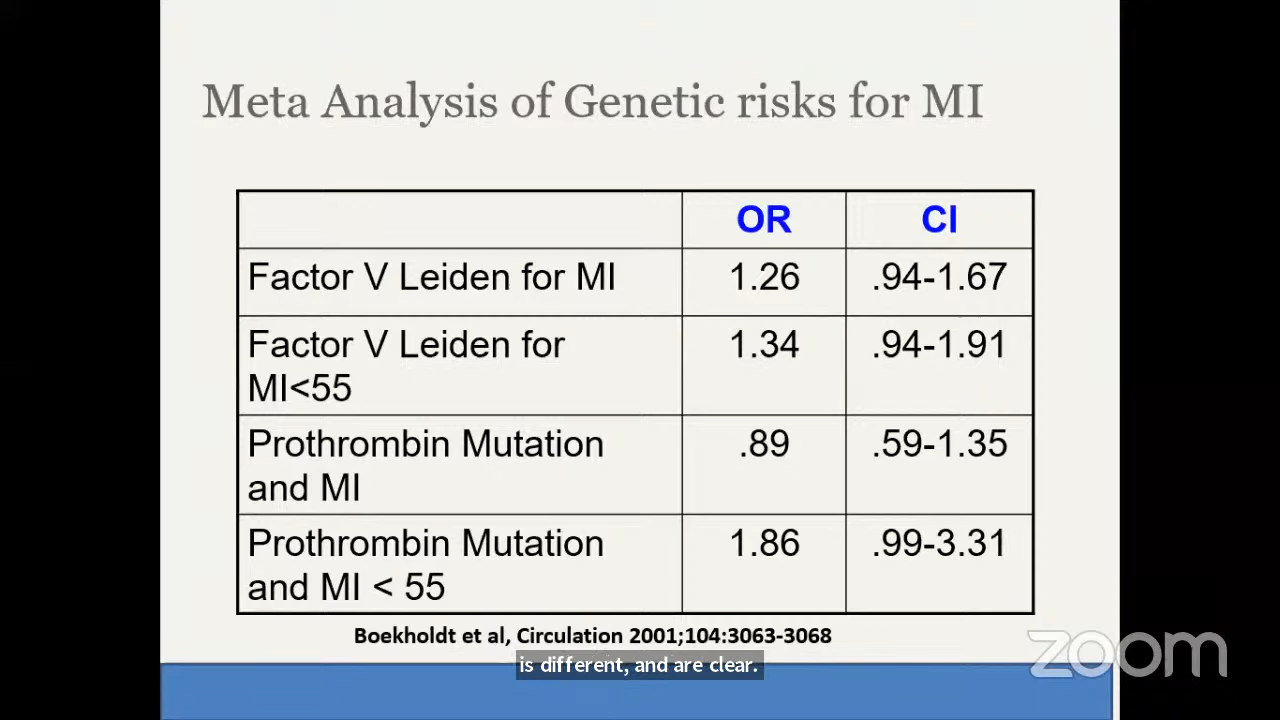 Meta Analysis of Genetic risks for MI
OR CI
Factor V Leiden for MI 1.26 .94-1.67
Factor V Leiden for 1.34 .94-1.91
MI<55
Prothrombin Mutation .89 .59-1.35
and MI
Prothrombin Mutation 1.86 .99-3.31
and MI < 55
Boekholdt et al, Circulation 2001;104:3063-3068
is different, and are clear.
zoom